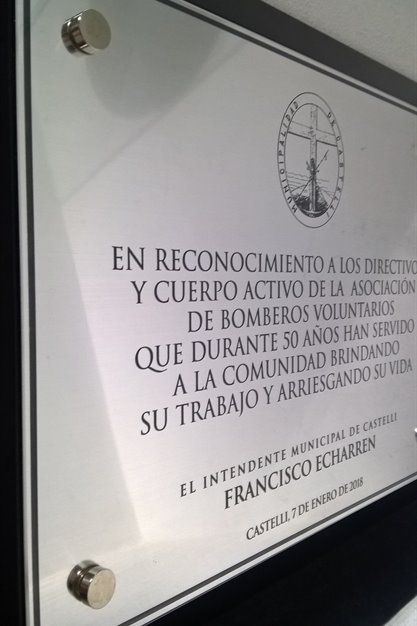 MUNICIPALIDAD
EN RECONOCIMIENTO A LOS DIRECTIVO
Y CUERPO ACTIVO DE LA ASOCIACIÓN
DE BOMBEROS VOLUNTARIOS
QUE DURANTE 50 AÑOS HAN SERVIDO
A LA COMUNIDAD BRINDANDO
SU TRABAJO Y ARRIESGANDO SU VIDA
EL INTENDENTE MUNICIPAL DE CASTELLI
FRANCISCO ECHARREN
CASTELLI, 7 DE ENERO DE 2018